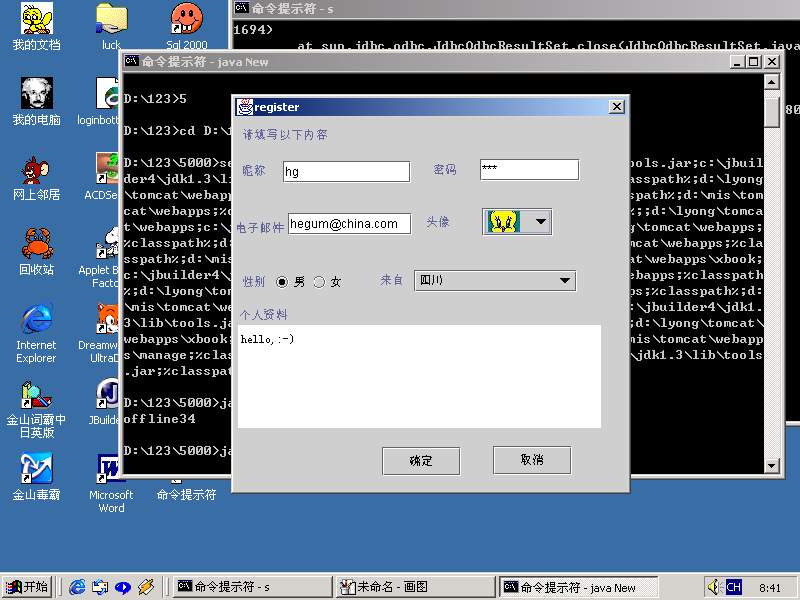 我的文档
luck
Sql 2000
我的电脑
loginbott
网上邻居
ACDSe
回收站
Applet B
Facto
Internet
Explorer
Dreamw
UltraD
金山词霸中
日英版
JBuilde
金山毒霸
Microsoft
Word
命令提示符
命令提示符 - s
1694)
at sun.jdbc.odbc.JdbcOdbcResultSet.close(JdbcOdbcResultSet.java
80
命令提示符 - java New
D:\123>5
D:\123>cd D:\1
D:\123\5000>se
ools.jar;c:\jbuil
der4\jdk1.3\li
classpath%;d:\lyong
\tomcat\webapp
;d:\mis\tomcat\web
cat\webapps;%c
%;;d:\lyong\tomcat
cat\webapps;%c
mcat\webapps;%class
%classpath%;d:
%;d:\mis\tomcat\we
s;%classpath%;
t\webapps\xbook;
c:\jbuilder4\j
ebapps;%classpath
%;d:\lyong\tom
cat\webapps;d:\
\mis\tomcat\we
:\jbuilder4\jdk1.
3\lib\tools.ja
%;d:\lyong\tomcat\
webapps\xbook;
mis\tomcat\webapp
s\manage;%clas
\jdk1.3\lib\tools
.jar;%classpat
D:\123\5000>ja
offline34
D:\123\5000>ja
register
请填写以下内容
昵称 hg 密码 ***
电子邮件 hegum@china.com 头像
性别 男 女 来自 四川
个人资料
hello, :-)
确定 取消
开始 命令提示符 - s 未命名 - 画图 命令提示符 - java New CH 8:41